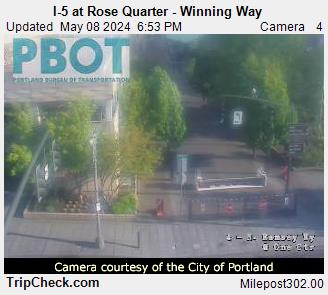 I-5 at Rose Quarter - Winning Way
Updated May 08 2024 6:53 PM Camera 4
PBOT
PORTLAND BUREAU OF TRANSPORTATION
Camera courtesy of the City of Portland
TripCheck.com
Milepost302.00